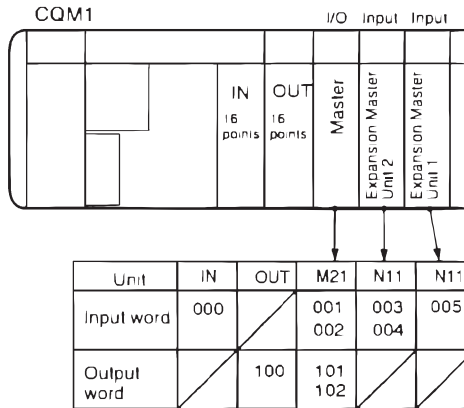 CQM1
I/O Input Input
IN
16
points
OUT
16
points
Master
Expansion Master
Unit 2
Expansion Master
Unit 1
Unit IN OUT M21 N11 N11
Input word 000 001 003 005
002 004
Output 100 101
word 102